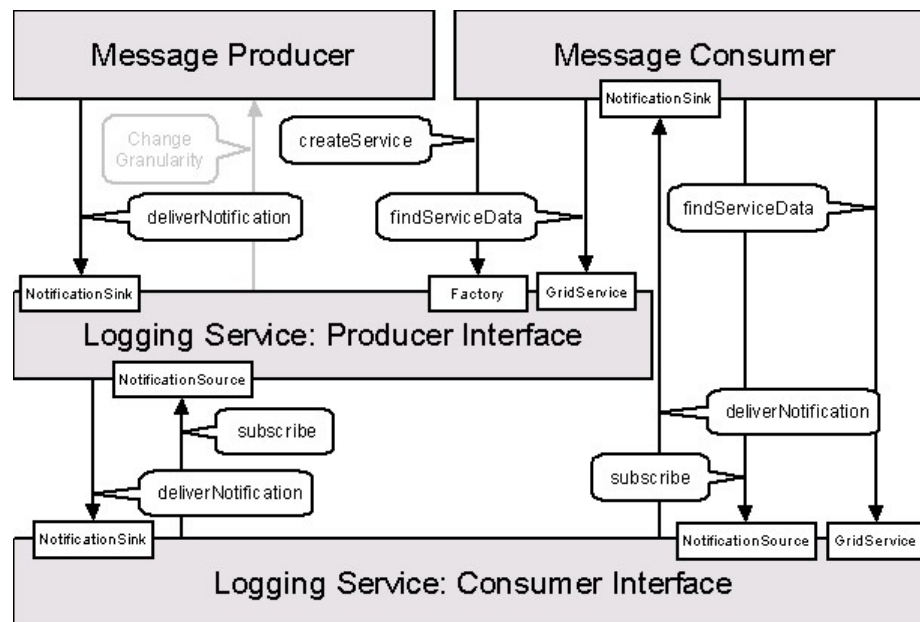 Message Producer
Message Consumer
NotificationSink
Change
Granularity
createService
deliverNotification
findServiceData
findServiceData
NotificationSink
Factory
GridService
Logging Service: Producer Interface
NotificationSource
deliverNotification
subscribe
subscribe
deliverNotification
NotificationSink
NotificationSource
GridService
Logging Service: Consumer Interface